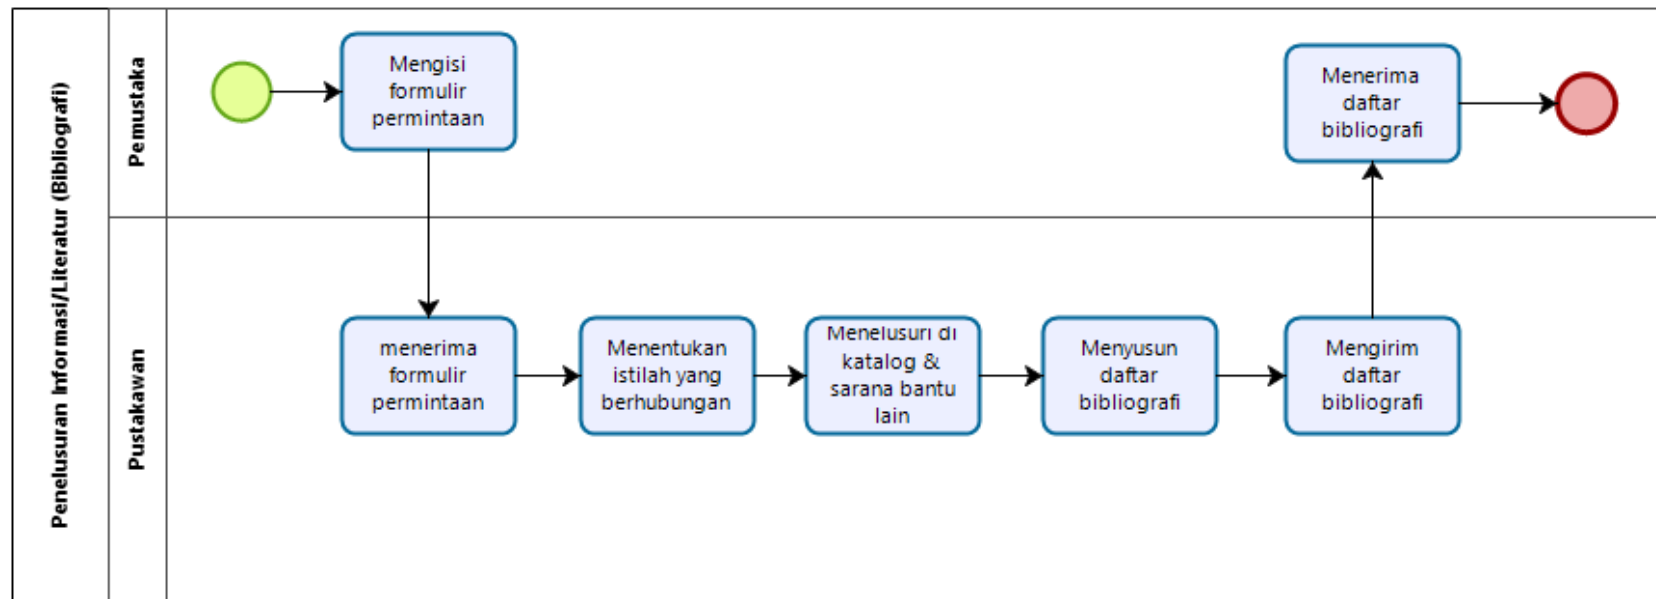 Penelusuran Informasi/Literatur (Bibliografi)
Pemustaka
Mengisi
formulir
permintaan
Menerima
daftar
bibliografi
Pustakawan
menerima
formulir
permintaan
Menentukan
istilah yang
berhubungan
Menelusuri di
katalog &
sarana bantu
lain
Menyusun
daftar
bibliografi
Mengirim
daftar
bibliografi